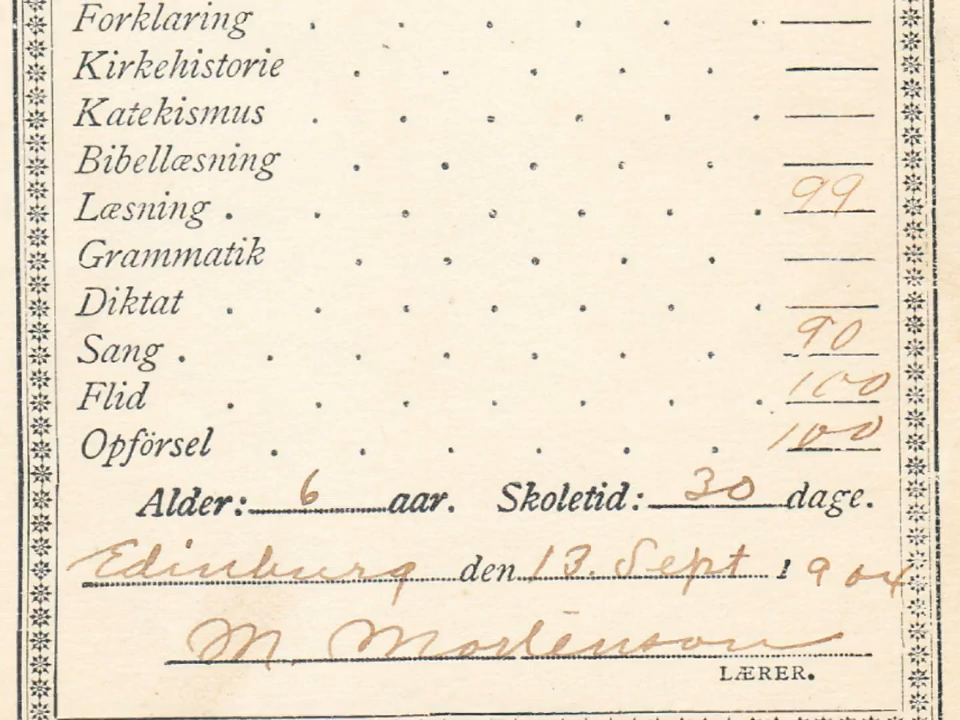 Forklaring . . . . . . ——
Kirkehistorie . . . . . ——
Katekismus . . . . . . ——
Bibellæsning . . . . . ——
Læsning . . . . . . . 99
Grammatik . . . . . ——
Diktat . . . . . . . ——
Sang . . . . . . . 90
Flid . . . . . . . 100
Opförsel . . . . . . 100
Alder: 6 aar. Skoletid: 30 dage.
Edinburg den 13. Sept 1904
M. Mortenson
LÆRER.